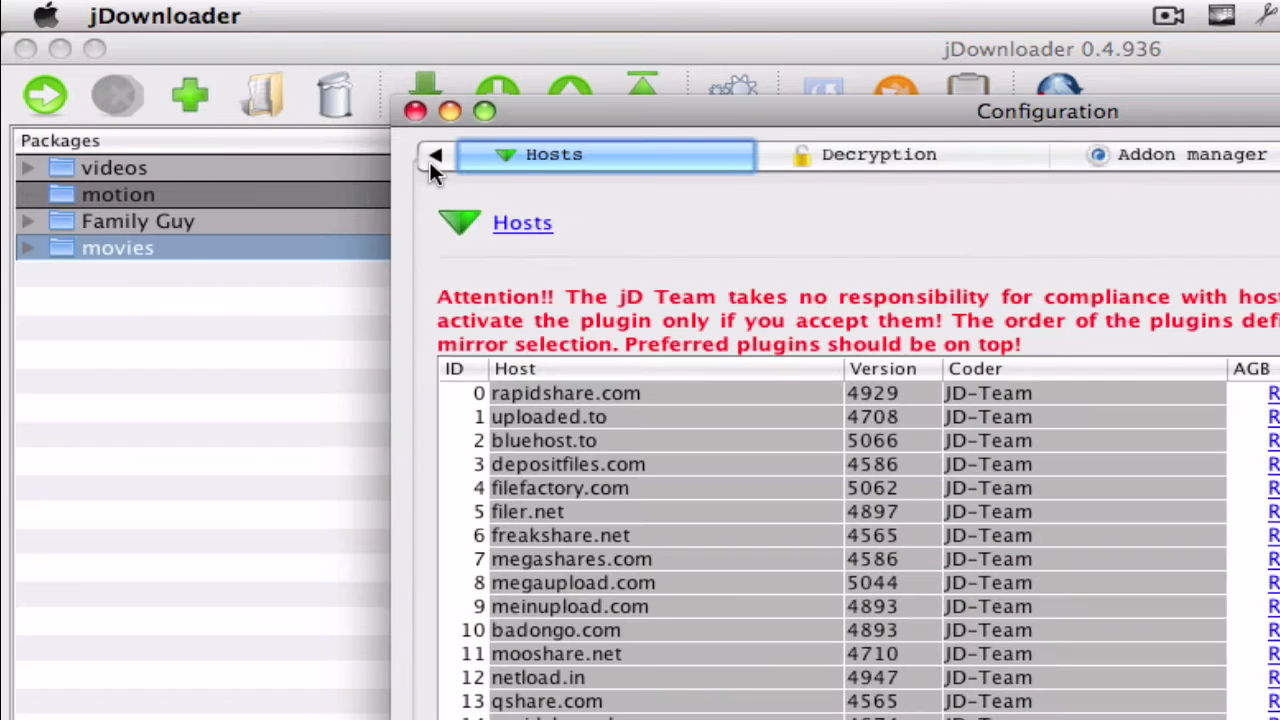 jDownloader
jDownloader 0.4.936
Configuration
Packages
videos
motion
Family Guy
movies
Hosts
Decryption
Addon manager
Hosts
Attention!! The jD Team takes no responsibility for compliance with
activate the plugin only if you accept them! The order of the plugins
mirror selection. Preferred plugins should be on top!
ID Host Version Coder AGB
0 rapidshare.com 4929 JD-Team R
1 uploaded.to 4708 JD-Team R
2 bluehost.to 5066 JD-Team R
3 depositfiles.com 4586 JD-Team R
4 filefactory.com 5062 JD-Team R
5 filer.net 4897 JD-Team R
6 freakshare.net 4565 JD-Team R
7 megashares.com 4586 JD-Team R
8 megaupload.com 5044 JD-Team R
9 meinupload.com 4893 JD-Team R
10 badongo.com 4893 JD-Team R
11 mooshare.net 4710 JD-Team R
12 netload.in 4947 JD-Team R
13 qshare.com 4565 JD-Team R